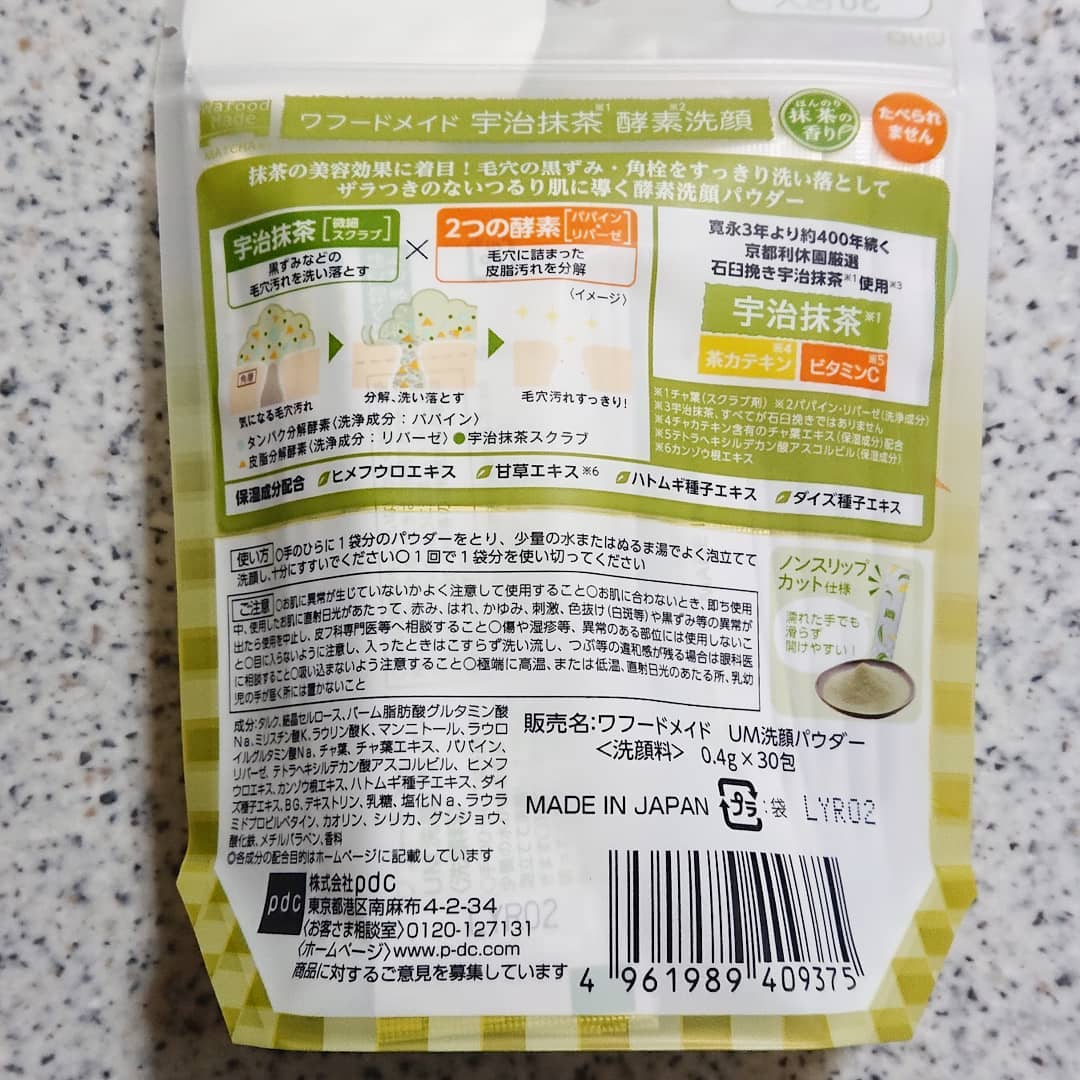 Wafood Made
MATCHA
ワフードメイド 宇治抹茶※1 酵素洗顔※2
ほんのり
抹茶の
香り
たべられ
ません
抹茶の美容効果に着目!毛穴の黒ずみ・角栓をすっきり洗い落として
ザラつきのないつるり肌に導く酵素洗顔パウダー
宇治抹茶[微細スクラブ]
黒ずみなどの
毛穴汚れを洗い落とす
×
2つの酵素[パパイン・リパーゼ]
毛穴に詰まった
皮脂汚れを分解
〈イメージ〉
角層
気になる毛穴汚れ
分解、洗い落とす
毛穴汚れすっきり!
タンパク分解酵素〈洗浄成分:パパイン〉
▲皮脂分解酵素〈洗浄成分:リパーゼ〉●宇治抹茶スクラブ
寛永3年より約400年続く
京都利休園厳選
石臼挽き宇治抹茶※1使用※3
宇治抹茶※1
茶カテキン※4
ビタミンC※5
※1チャ葉(スクラブ剤) ※2パパイン・リパーゼ(洗浄成分)
※3宇治抹茶、すべてが石臼挽きではありません
※4チャカテキン含有のチャ葉エキス(保湿成分)配合
※5テトラヘキシルデカン酸アスコルビル(保湿成分)
※6カンゾウ根エキス
保湿成分配合 ヒメフウロエキス 甘草エキス※6 ハトムギ種子エキス ダイズ種子エキス
使い方 ○手のひらに1袋分のパウダーをとり、少量の水またはぬるま湯でよく泡立てて
洗顔し、十分にすすいでください○1回で1袋分を使い切ってください
ご注意 ○お肌に異常が生じていないかよく注意して使用すること○お肌に合わないとき、即ち使用
中、使用したお肌に直射日光があたって、赤み、はれ、かゆみ、刺激、色抜け(白斑等)や黒ずみ等の異常が
出たら使用を中止し、皮フ科専門医等へ相談すること○傷や湿疹等、異常のある部位には使用しないこ
と○目に入らないように注意し、入ったときはこすらず洗い流し、つぶ等の違和感が残る場合は眼科医
に相談すること○吸い込まないよう注意すること○極端に高温、または低温、直射日光のあたる所、乳幼
児の手が届く所には置かないこと
ノンスリップ
カット仕様
濡れた手でも
滑らず
開けやすい!
成分:タルク、結晶セルロース、パーム脂肪酸グルタミン酸
Na、ミリスチン酸K、ラウリン酸K、マンニトール、ラウロ
イルグルタミン酸Na、チャ葉、チャ葉エキス、パパイン、
リパーゼ、テトラヘキシルデカン酸アスコルビル、ヒメフ
ウロエキス、カンゾウ根エキス、ハトムギ種子エキス、ダイ
ズ種子エキス、BG、デキストリン、乳糖、塩化Na、ラウラ
ミドプロピルベタイン、カオリン、シリカ、グンジョウ、
酸化鉄、メチルパラベン、香料
◎各成分の配合目的はホームページに記載しています
販売名:ワフードメイド UM洗顔パウダー
<洗顔料> 0.4g×30包
MADE IN JAPAN プラ :袋 LYR02
pdc
株式会社pdc
東京都港区南麻布4-2-34
〈お客さま相談室〉0120-127131
〈ホームページ〉www.p-dc.com
商品に対するご意見を募集しています
4 961989 409375